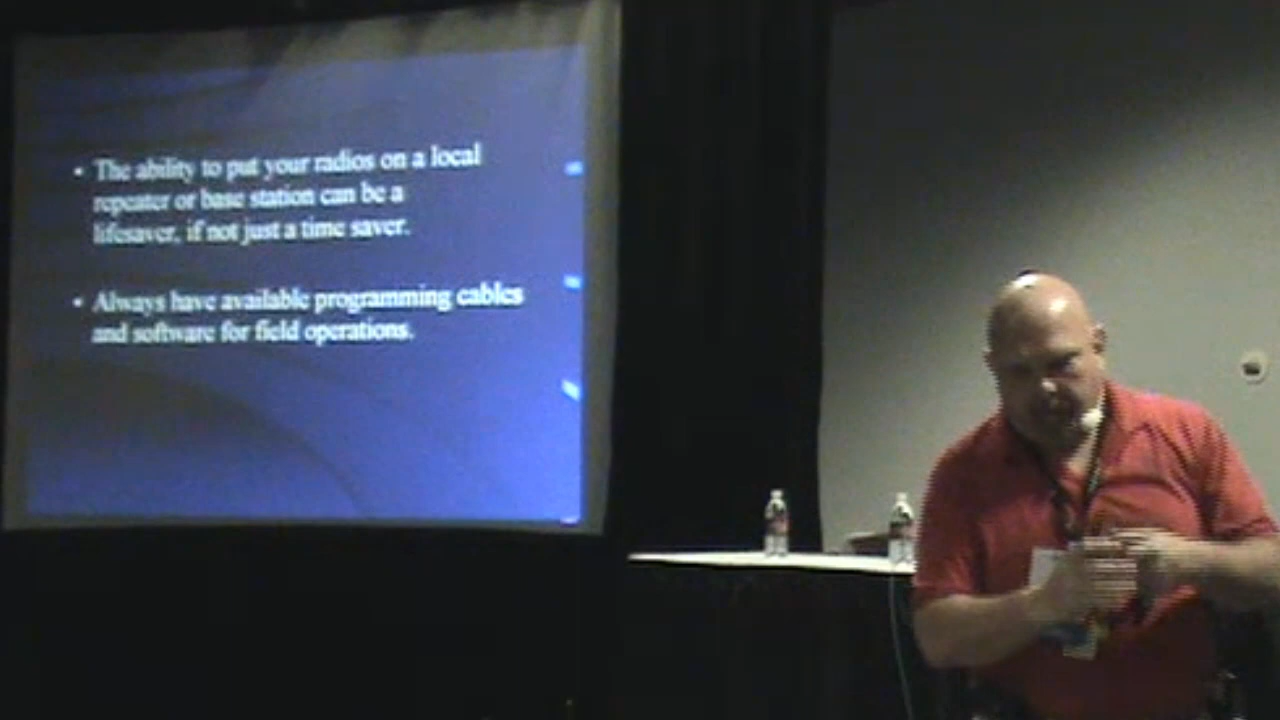 • The ability to put your radios on a local
repeater or base station can be a
lifesaver, if not just a time saver.
• Always have available programming cables
and software for field operations.